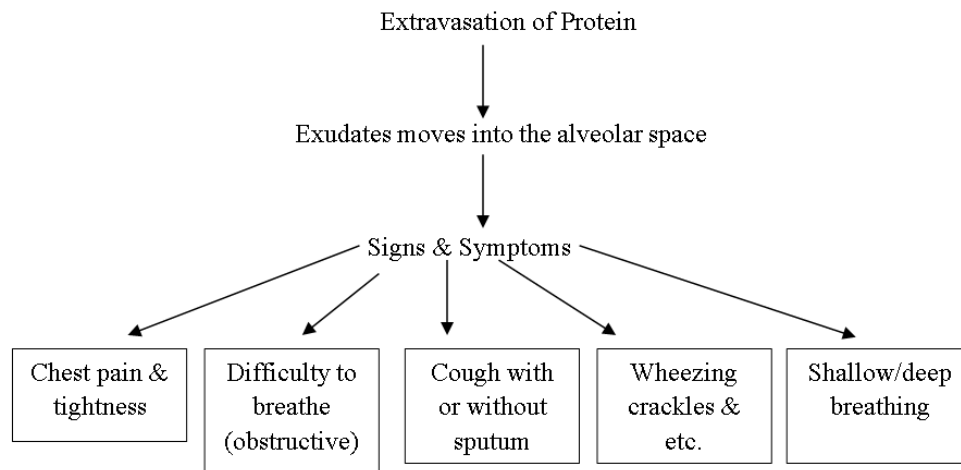 Extravasation of Protein
Exudates moves into the alveolar space
Signs & Symptoms
Chest pain &
tightness
Difficulty to
breathe
(obstructive)
Cough with
or without
sputum
Wheezing
crackles &
etc.
Shallow/deep
breathing